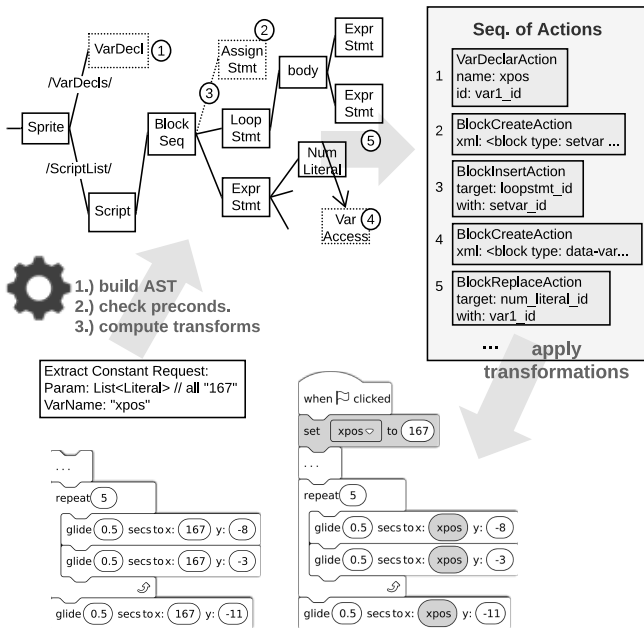 VarDecl
1
2
Assign
Stmt
Expr
Stmt
/VarDecls/
body
3
Sprite
Block
Seq
Loop
Stmt
Expr
Stmt
5
/ScriptList/
Num
Literal
Script
Expr
Stmt
Var
Access
4
1.) build AST
2.) check preconds.
3.) compute transforms
Seq. of Actions
1
VarDeclarAction
name: xpos
id: var1_id
2
BlockCreateAction
xml: <block type: setvar ...
3
BlockInsertAction
target: loopstmt_id
with: setvar_id
4
BlockCreateAction
xml: <block type: data-var...
5
BlockReplaceAction
target: num_literal_id
with: var1_id
...
apply
transformations
Extract Constant Request:
Param: List<Literal> // all "167"
VarName: "xpos"
...
repeat 5
glide 0.5 secs to x: 167 y: -8
glide 0.5 secs to x: 167 y: -3
glide 0.5 secs to x: 167 y: -11
when clicked
set xpos to 167
...
repeat 5
glide 0.5 secs to x: xpos y: -8
glide 0.5 secs to x: xpos y: -3
glide 0.5 secs to x: xpos y: -11